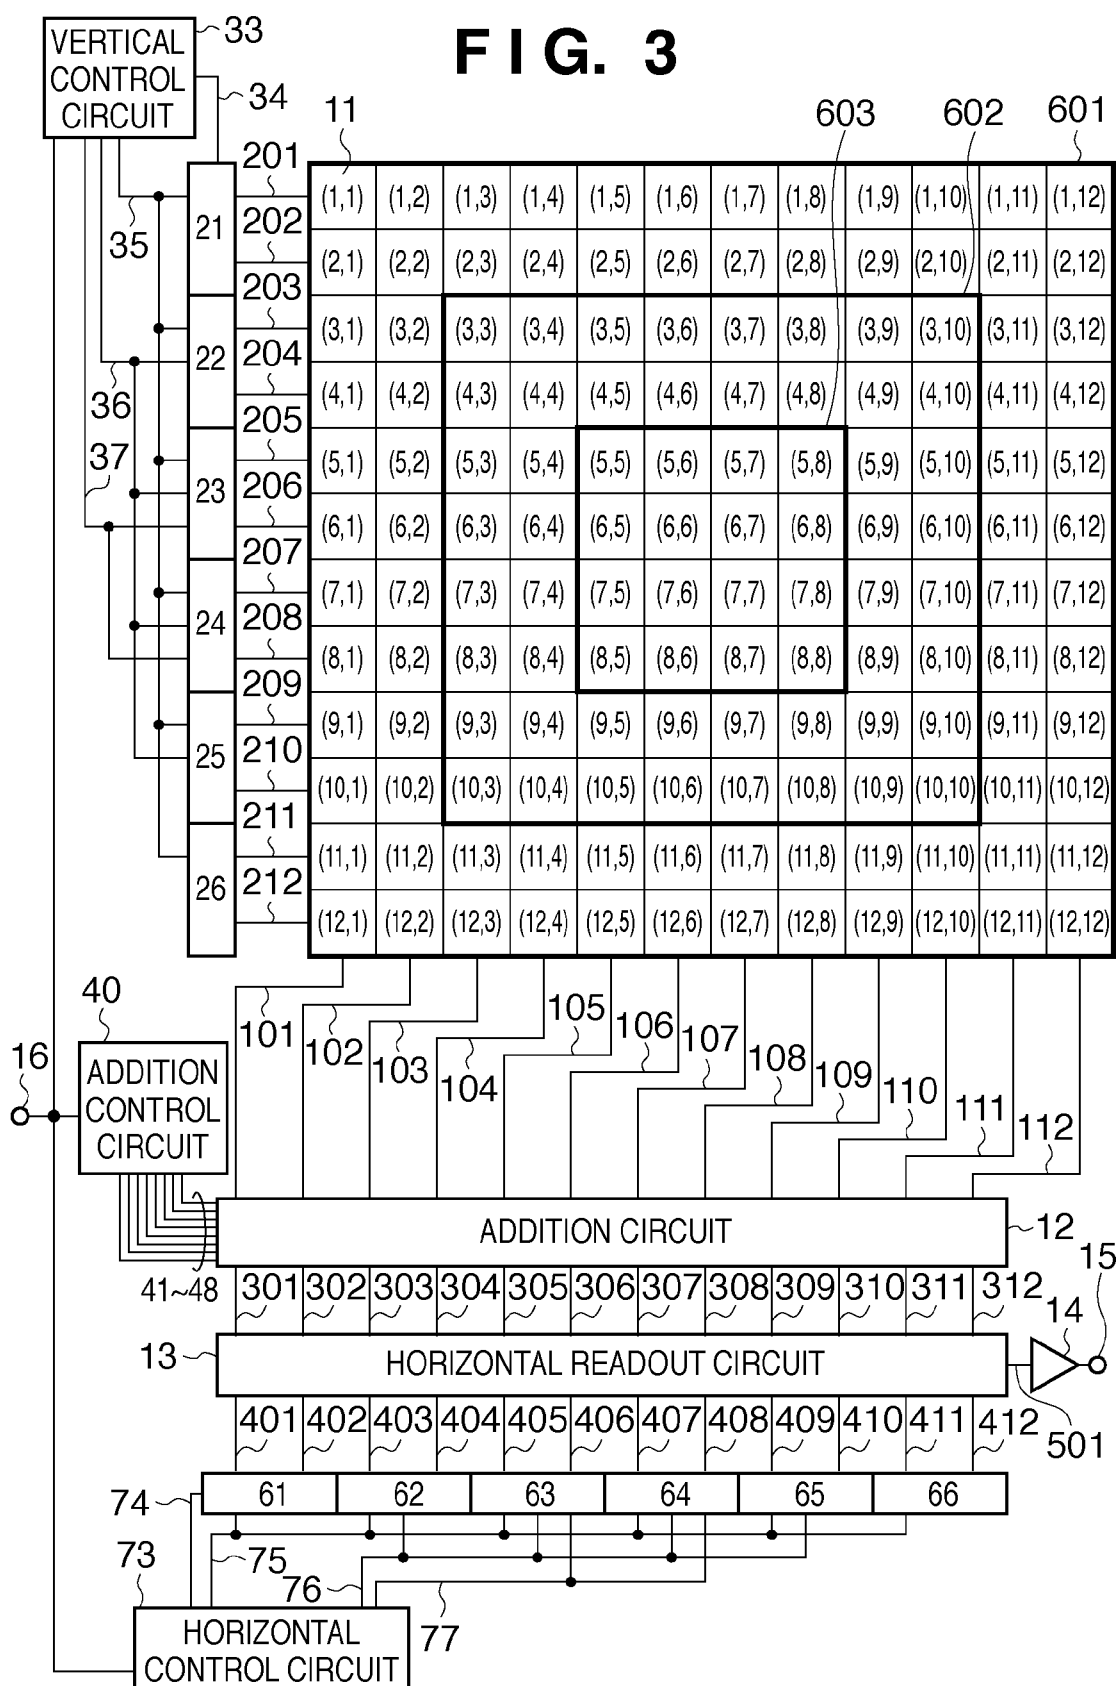 FIG. 3
VERTICAL
CONTROL
CIRCUIT
33
34
11
603
602
601
201
(1,1) (1,2) (1,3) (1,4) (1,5) (1,6) (1,7) (1,8) (1,9) (1,10) (1,11) (1,12)
35
21
202
(2,1) (2,2) (2,3) (2,4) (2,5) (2,6) (2,7) (2,8) (2,9) (2,10) (2,11) (2,12)
203
(3,1) (3,2) (3,3) (3,4) (3,5) (3,6) (3,7) (3,8) (3,9) (3,10) (3,11) (3,12)
22
204
36
(4,1) (4,2) (4,3) (4,4) (4,5) (4,6) (4,7) (4,8) (4,9) (4,10) (4,11) (4,12)
205
37
(5,1) (5,2) (5,3) (5,4) (5,5) (5,6) (5,7) (5,8) (5,9) (5,10) (5,11) (5,12)
23
206
(6,1) (6,2) (6,3) (6,4) (6,5) (6,6) (6,7) (6,8) (6,9) (6,10) (6,11) (6,12)
207
(7,1) (7,2) (7,3) (7,4) (7,5) (7,6) (7,7) (7,8) (7,9) (7,10) (7,11) (7,12)
24
208
(8,1) (8,2) (8,3) (8,4) (8,5) (8,6) (8,7) (8,8) (8,9) (8,10) (8,11) (8,12)
209
(9,1) (9,2) (9,3) (9,4) (9,5) (9,6) (9,7) (9,8) (9,9) (9,10) (9,11) (9,12)
25
210
(10,1) (10,2) (10,3) (10,4) (10,5) (10,6) (10,7) (10,8) (10,9) (10,10) (10,11) (10,12)
211
(11,1) (11,2) (11,3) (11,4) (11,5) (11,6) (11,7) (11,8) (11,9) (11,10) (11,11) (11,12)
26
212
(12,1) (12,2) (12,3) (12,4) (12,5) (12,6) (12,7) (12,8) (12,9) (12,10) (12,11) (12,12)
101 102 103 104 105 106 107 108 109 110 111 112
40
16
ADDITION
CONTROL
CIRCUIT
41~48
ADDITION CIRCUIT
12
301 302 303 304 305 306 307 308 309 310 311 312
15
14
13
HORIZONTAL READOUT CIRCUIT
401 402 403 404 405 406 407 408 409 410 411 412
501
74
61 62 63 64 65 66
73
75
76
77
HORIZONTAL
CONTROL CIRCUIT